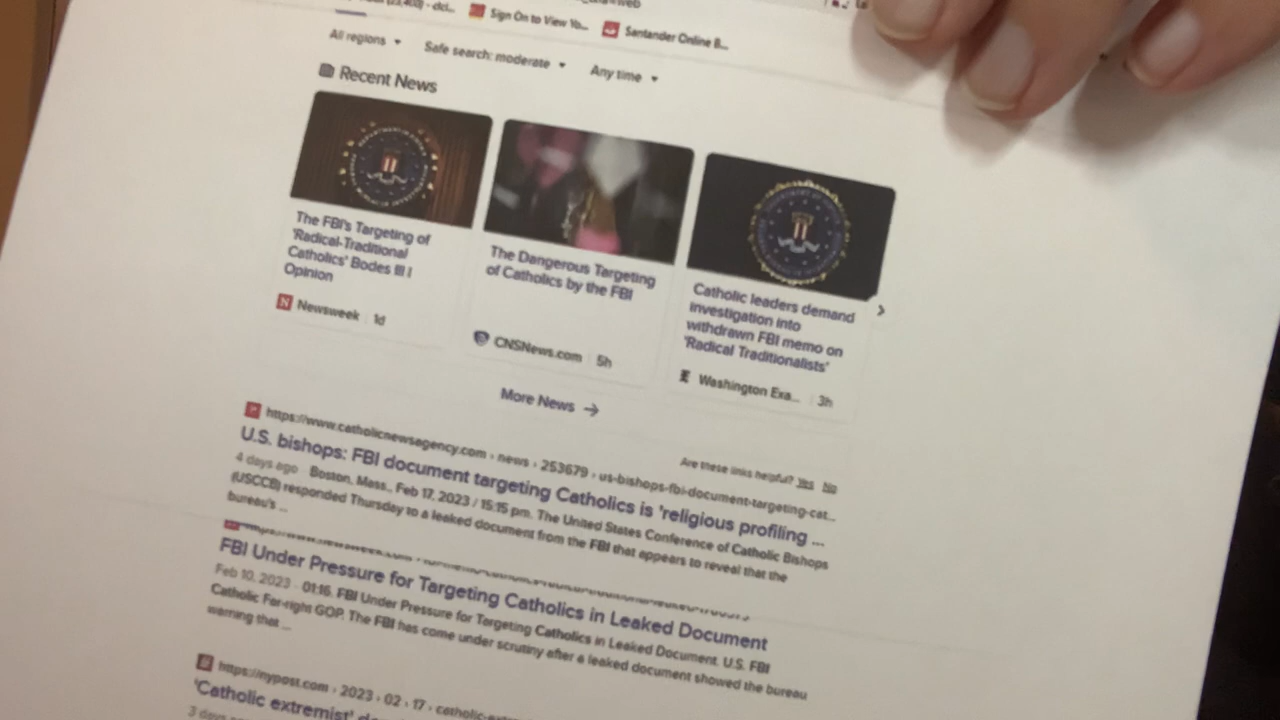 Sign On to View Yo...
Santander Online B...
All regions
Safe search: moderate
Any time
Recent News
The FBI's Targeting of
'Radical-Traditional
Catholics' Bodes Ill I
Opinion
Newsweek 1d
The Dangerous Targeting
of Catholics by the FBI
CNSNews.com 5h
Catholic leaders demand
investigation into
withdrawn FBI memo on
'Radical Traditionalists'
Washington Exa... 3h
More News →
Are these links helpful? Yes No
https://www.catholicnewsagency.com › news › 253679 › us-bishops-fbi-document-targeting-cat...
U.S. bishops: FBI document targeting Catholics is 'religious profiling ...
4 days ago Boston, Mass., Feb 17, 2023 / 15:15 pm. The United States Conference of Catholic Bishops
(USCCB) responded Thursday to a leaked document from the FBI that appears to reveal that the
bureau's ...
FBI Under Pressure for Targeting Catholics in Leaked Document
Feb 10, 2023 01:16. FBI Under Pressure for Targeting Catholics in Leaked Document. U.S. FBI
Catholic Far-right GOP. The FBI has come under scrutiny after a leaked document showed the bureau
warning that ...
https://nypost.com › 2023 › 02 › 17 ›
'Catholic extremist'
3 days